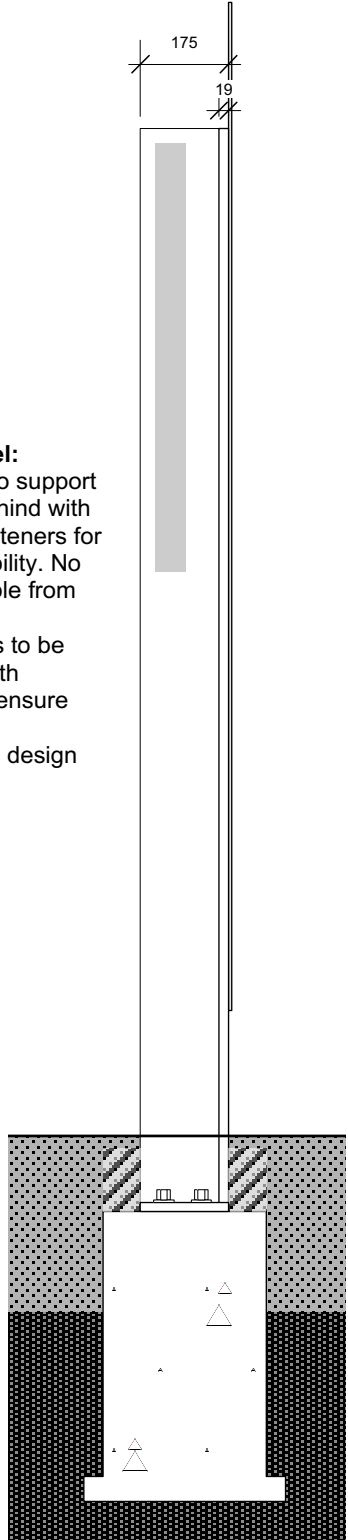 175
19
el:
o support
hind with
teners for
bility. No
ble from
s to be
th
ensure
design